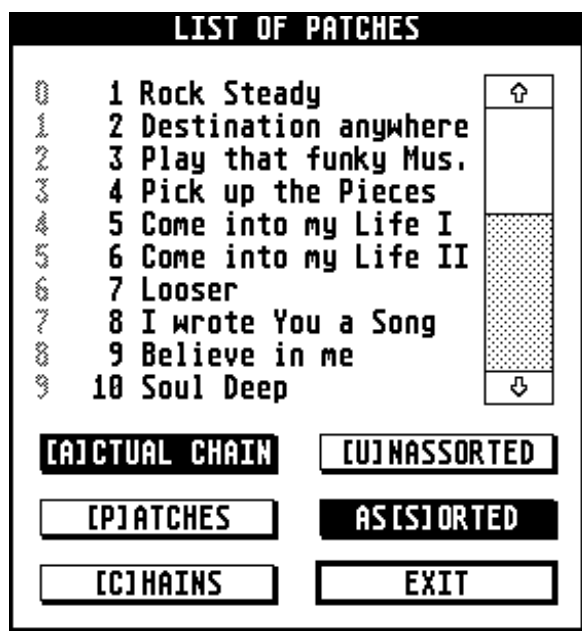 LIST OF PATCHES
0 1 Rock Steady
1 2 Destination anywhere
2 3 Play that funky Mus.
3 4 Pick up the Pieces
4 5 Come into my Life I
5 6 Come into my Life II
6 7 Looser
7 8 I wrote You a Song
8 9 Believe in me
9 10 Soul Deep
[A]CTUAL CHAIN [U]NASSORTED
[P]ATCHES AS[S]ORTED
[C]HAINS EXIT